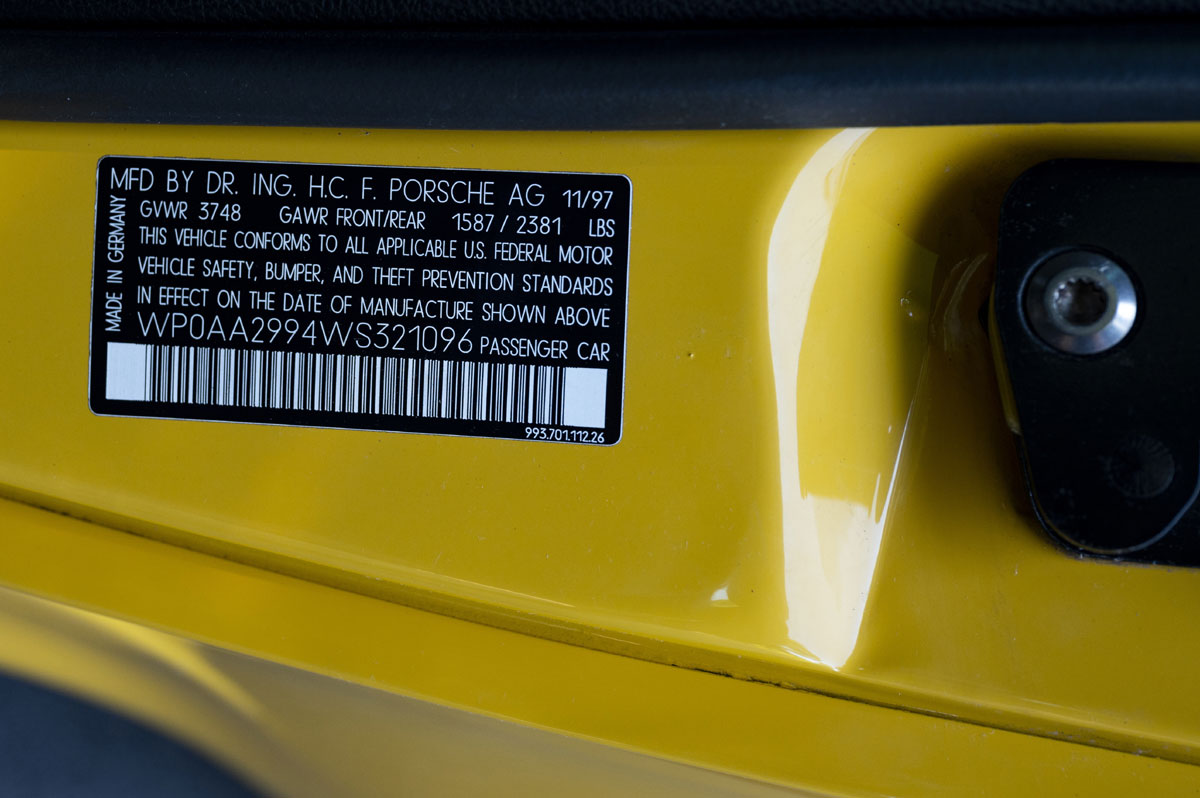 MFD BY DR. ING. H.C. F. PORSCHE AG 11/97
GVWR 3748 GAWR FRONT/REAR 1587 / 2381 LBS
THIS VEHICLE CONFORMS TO ALL APPLICABLE U.S. FEDERAL MOTOR
VEHICLE SAFETY, BUMPER, AND THEFT PREVENTION STANDARDS
IN EFFECT ON THE DATE OF MANUFACTURE SHOWN ABOVE
WP0AA2994WS321096 PASSENGER CAR
993.701.112.26
MADE IN GERMANY